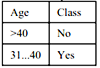 Age Class
>40 No
31...40 Yes